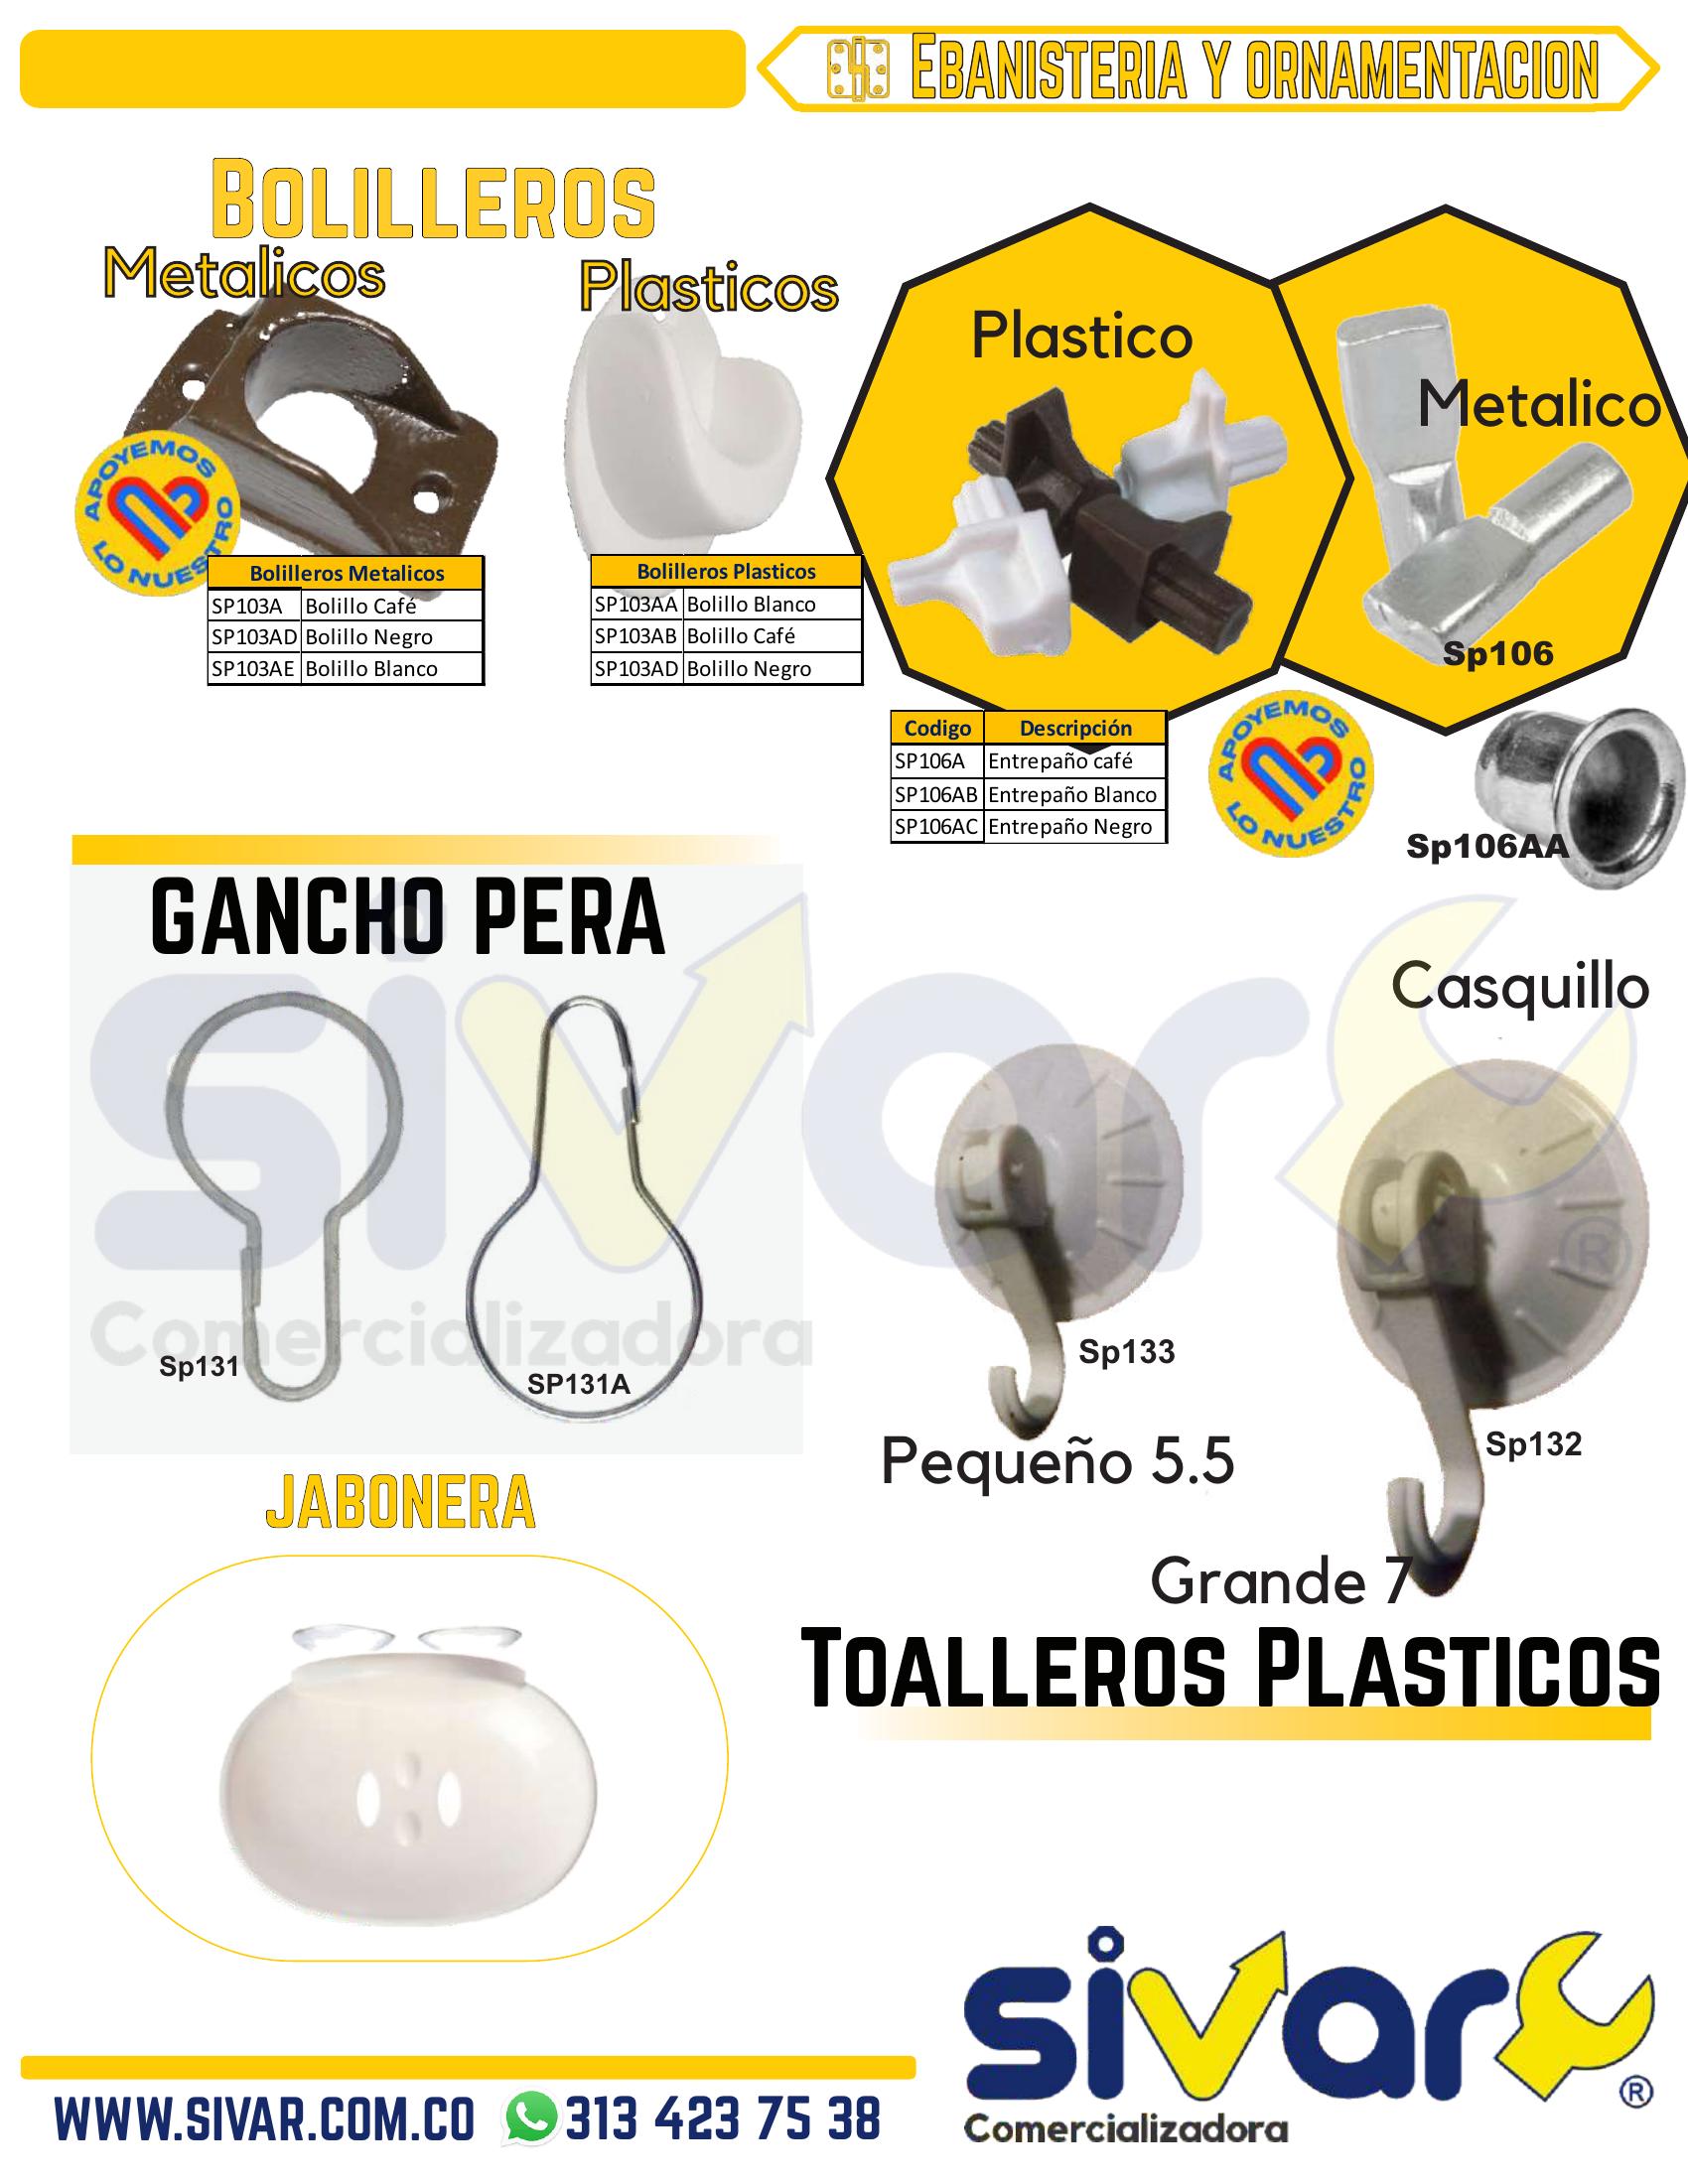 EBANISTERIA Y ORNAMENTACION
BOLILLEROS
Metalicos
Plasticos
APOYEMOS
LO NUESTRO
Bolilleros Metalicos
SP103A Bolillo Café
SP103AD Bolillo Negro
SP103AE Bolillo Blanco
Bolilleros Plasticos
SP103AA Bolillo Blanco
SP103AB Bolillo Café
SP103AD Bolillo Negro
Plastico
Metalico
Sp106
Codigo Descripción
SP106A Entrepaño café
SP106AB Entrepaño Blanco
SP106AC Entrepaño Negro
APOYEMOS
LO NUESTRO
Sp106AA
Casquillo
GANCHO PERA
sivar
®
Comercializadora
Sp131
SP131A
Sp133
Pequeño 5.5
Sp132
Grande 7
TOALLEROS PLASTICOS
JABONERA
sivar
®
Comercializadora
WWW.SIVAR.COM.CO 313 423 75 38